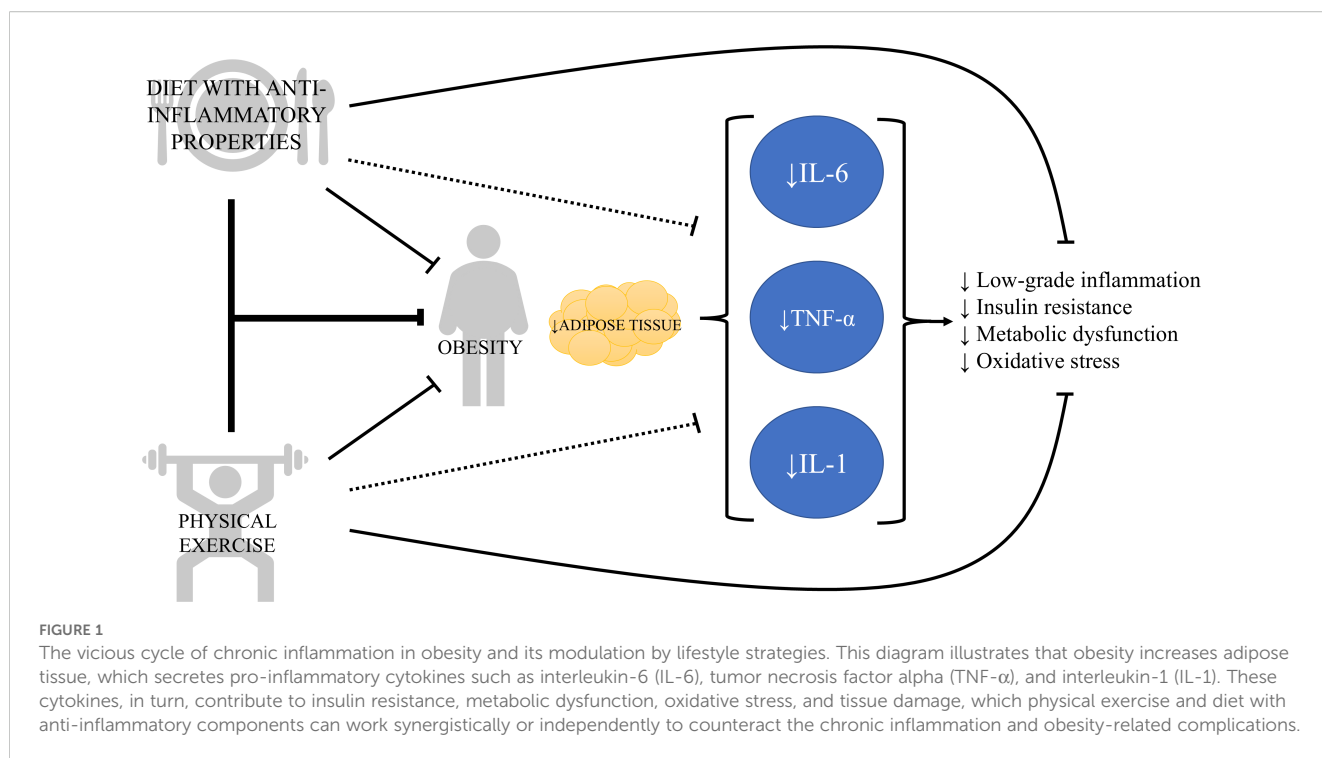 DIET WITH ANTI-
INFLAMMATORY
PROPERTIES
OBESITY
↓ADIPOSE TISSUE
PHYSICAL
EXERCISE
↓IL-6
↓TNF-α
↓IL-1
↓ Low-grade inflammation
↓ Insulin resistance
↓ Metabolic dysfunction
↓ Oxidative stress
FIGURE 1
The vicious cycle of chronic inflammation in obesity and its modulation by lifestyle strategies. This diagram illustrates that obesity increases adipose
tissue, which secretes pro-inflammatory cytokines such as interleukin-6 (IL-6), tumor necrosis factor alpha (TNF-α), and interleukin-1 (IL-1). These
cytokines, in turn, contribute to insulin resistance, metabolic dysfunction, oxidative stress, and tissue damage, which physical exercise and diet with
anti-inflammatory components can work synergistically or independently to counteract the chronic inflammation and obesity-related complications.